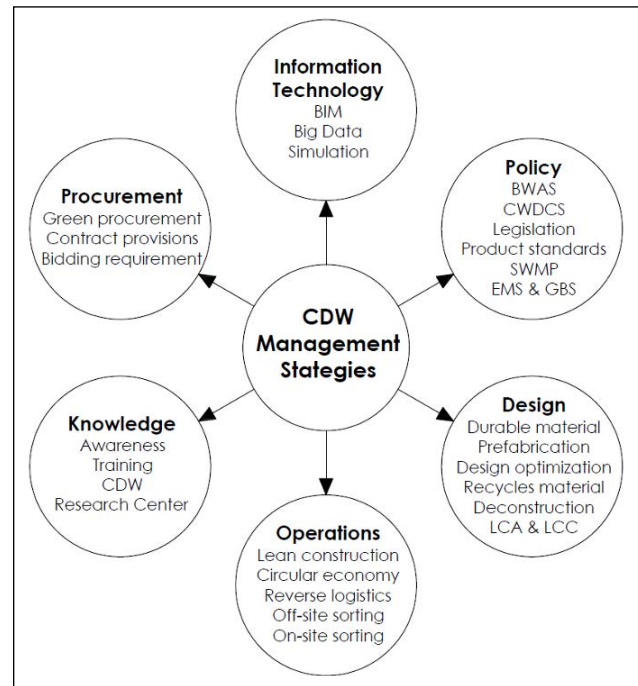 Information
Technology
BIM
Big Data
Simulation
Procurement
Green procurement
Contract provisions
Bidding requirement
Policy
BWAS
CWDCS
Legislation
Product standards
SWMP
EMS & GBS
CDW
Management
Stategies
Knowledge
Awareness
Training
CDW
Research Center
Design
Durable material
Prefabrication
Design optimization
Recycles material
Deconstruction
LCA & LCC
Operations
Lean construction
Circular economy
Reverse logistics
Off-site sorting
On-site sorting